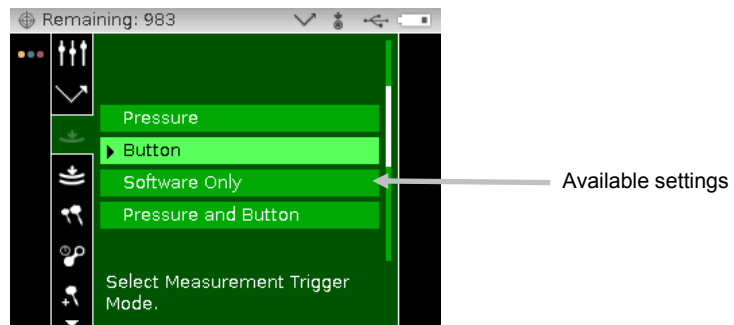 Remaining: 983
Pressure
Button
Software Only
Available settings
Pressure and Button
Select Measurement Trigger
Mode.